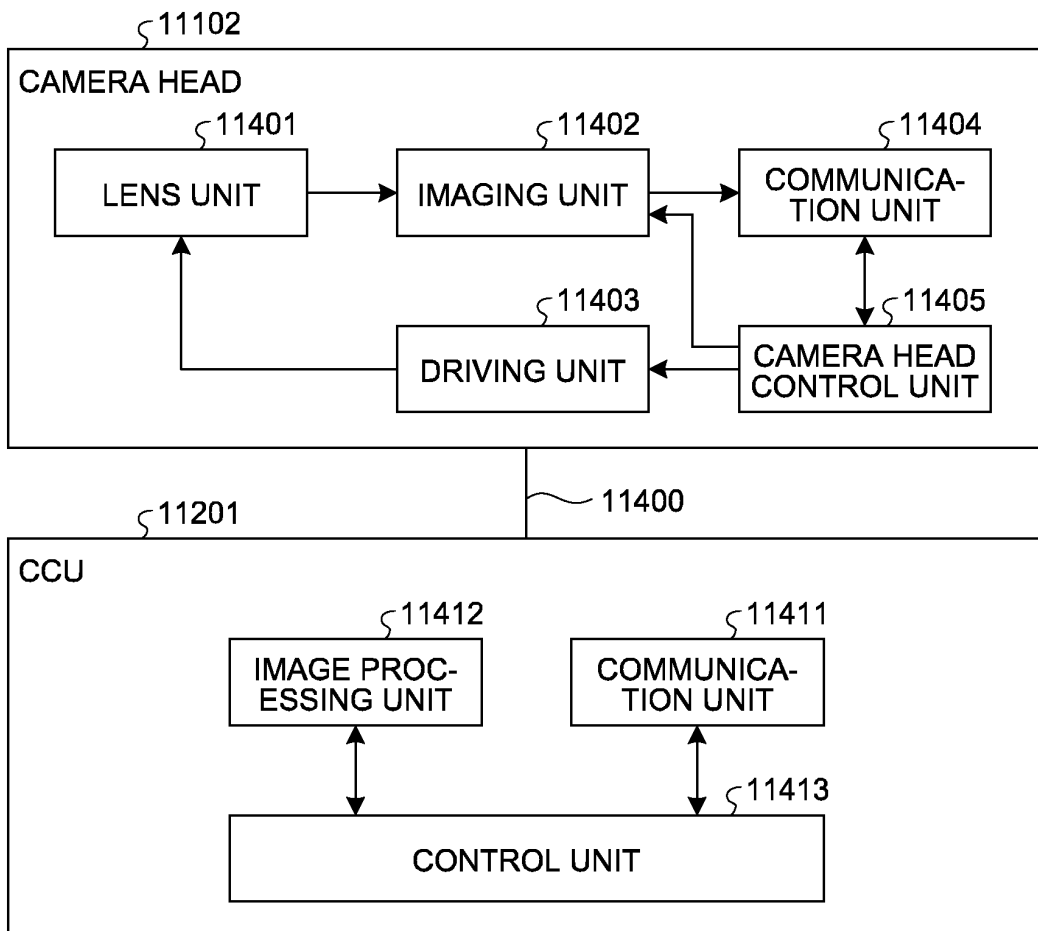 11102
CAMERA HEAD
11401
11402
11404
LENS UNIT
IMAGING UNIT
COMMUNICA-
TION UNIT
11403
11405
DRIVING UNIT
CAMERA HEAD
CONTROL UNIT
11400
11201
CCU
11412
11411
IMAGE PROC-
ESSING UNIT
COMMUNICA-
TION UNIT
11413
CONTROL UNIT